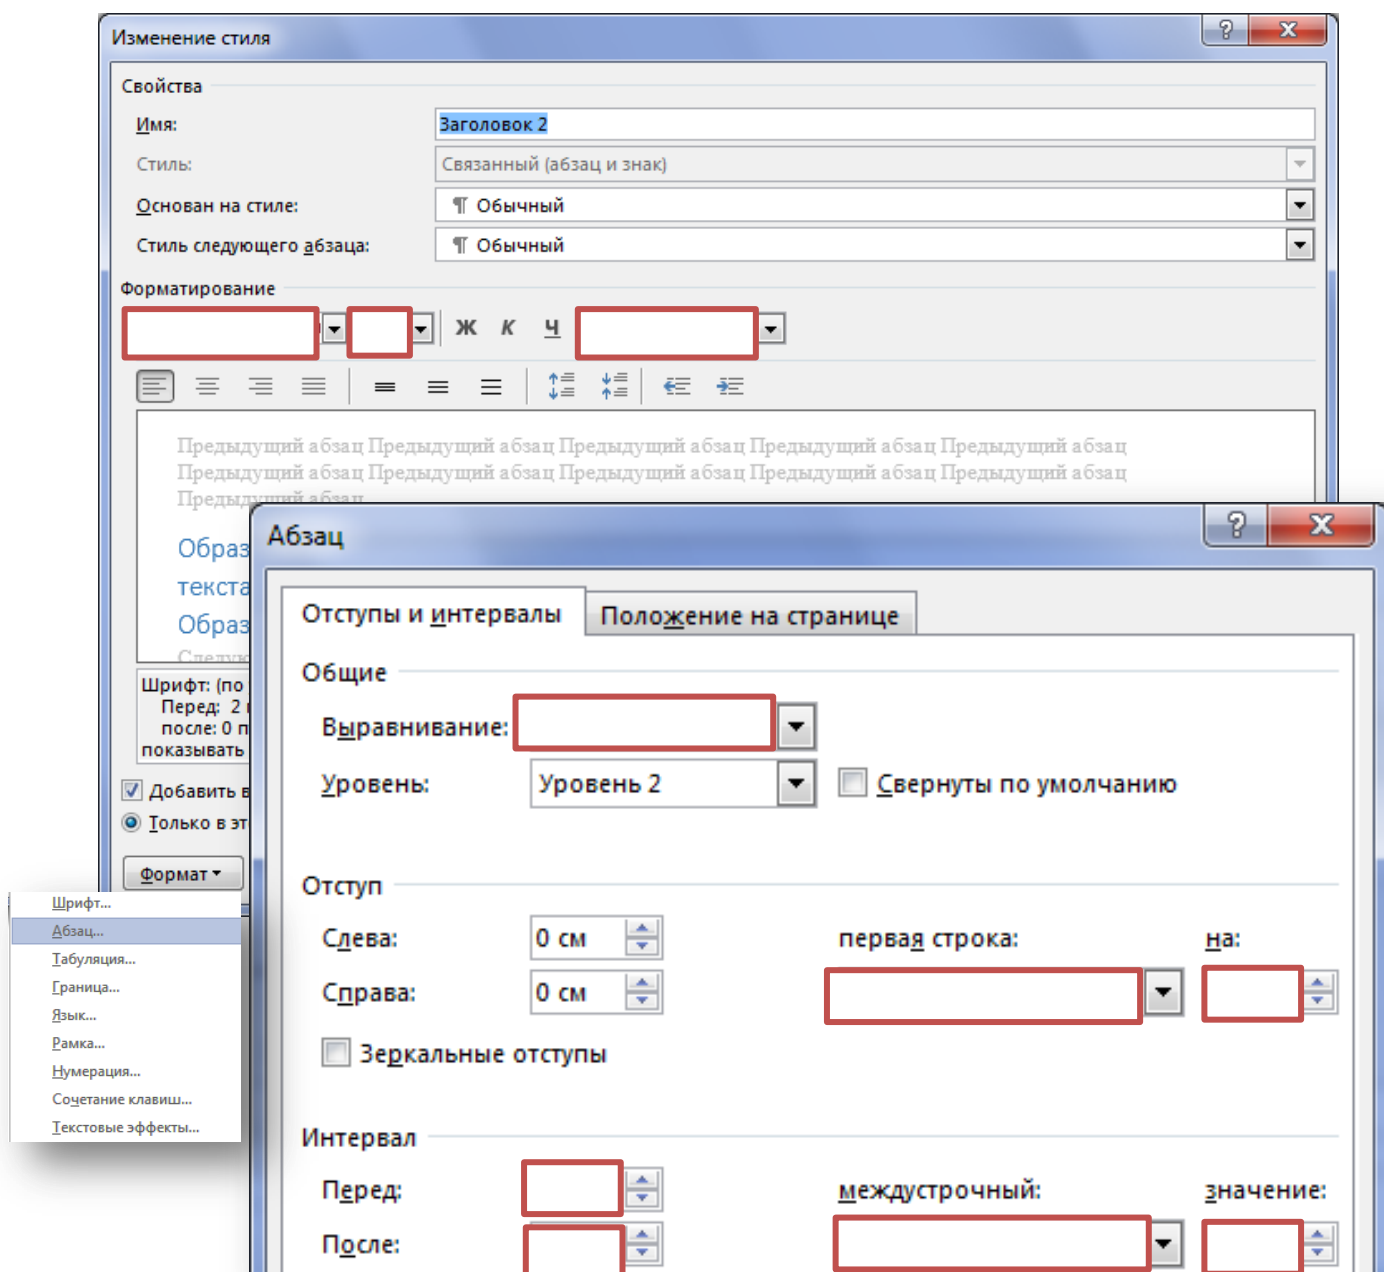 Изменение стиля
Свойства
Имя: Заголовок 2
Стиль: Связанный (абзац и знак)
Основан на стиле: ¶ Обычный
Стиль следующего абзаца: ¶ Обычный
Форматирование
Ж К Ч
Предыдущий абзац Предыдущий абзац Предыдущий абзац Предыдущий абзац Предыдущий абзац
Предыдущий абзац Предыдущий абзац Предыдущий абзац Предыдущий абзац Предыдущий абзац
Предыдущий абзац
Образ
текста
Образ
Следую
Шрифт: (по
Перед: 2
после: 0 п
показывать
Добавить в
Только в эт
Формат
Шрифт...
Абзац...
Табуляция...
Граница...
Язык...
Рамка...
Нумерация...
Сочетание клавиш...
Текстовые эффекты...
Абзац
Отступы и интервалы Положение на странице
Общие
Выравнивание:
Уровень: Уровень 2 Свернуты по умолчанию
Отступ
Слева: 0 см первая строка: на:
Справа: 0 см
Зеркальные отступы
Интервал
Перед: междустрочный: значение:
После: